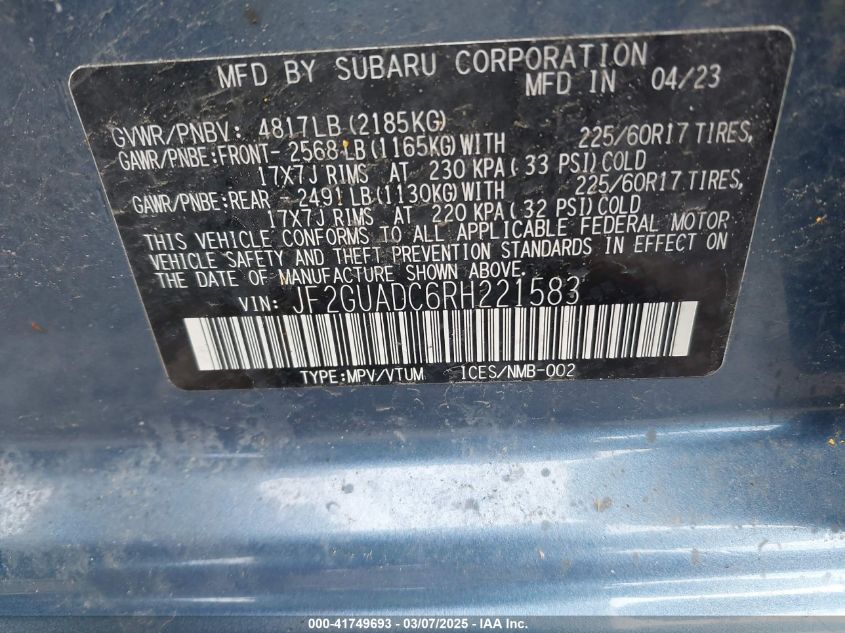 MFD BY SUBARU CORPORATION
MFD IN 04/23
GVWR/PNBV: 4817LB (2185KG)
GAWR/PNBE:FRONT- 2568 LB (1165KG)WITH 225/60R17 TIRES,
17X7J RIMS AT 230 KPA( 33 PSI)COLD
GAWR/PNBE:REAR 2491 LB(1130KG)WITH 225/60R17 TIRES,
17X7J RIMS AT 220 KPA( 32 PSI)COLD
THIS VEHICLE CONFORMS TO ALL APPLICABLE FEDERAL MOTOR
VEHICLE SAFETY AND THEFT PREVENTION STANDARDS IN EFFECT ON
THE DATE OF MANUFACTURE SHOWN ABOVE.
VIN: JF2GUADC6RH221583
TYPE:MPV/VTUM ICES/NMB-002
000-41749693 — 03/07/2025 — IAA, Inc.